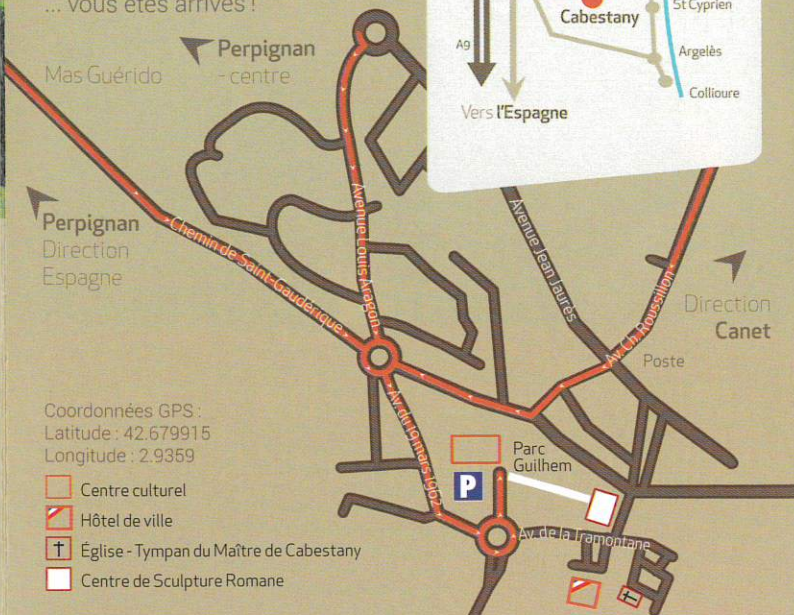 ... vous êtes arrivés !
Mas Guérido
Perpignan
- centre
Cabestany
St Cyprien
Argelès
Collioure
A9
Vers l'Espagne
Perpignan
Direction
Espagne
Chemin de Saint-Gaudérique
Avenue Louis Aragon
Avenue Jean Jaurès
Av. Ch. Roussillon
Direction
Canet
Poste
Av. du 19 mars 1962
Parc
Guilhem
P
Av. de la Tramontane
Coordonnées GPS :
Latitude : 42.679915
Longitude : 2.9359
Centre culturel
Hôtel de ville
Église - Tympan du Maître de Cabestany
Centre de Sculpture Romane